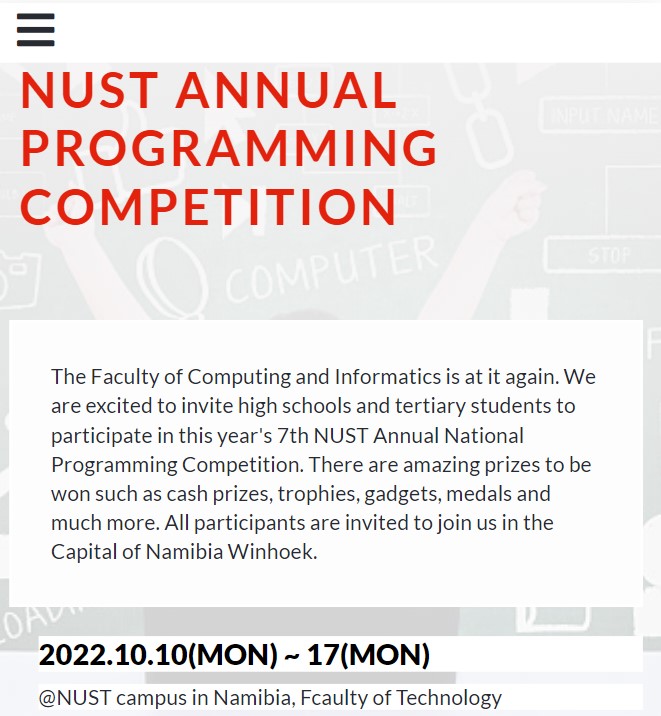 NUST ANNUAL
PROGRAMMING
COMPETITION
INPUT NAME
STOP
COMPUTER
The Faculty of Computing and Informatics is at it again. We
are excited to invite high schools and tertiary students to
participate in this year's 7th NUST Annual National
Programming Competition. There are amazing prizes to be
won such as cash prizes, trophies, gadgets, medals and
much more. All participants are invited to join us in the
Capital of Namibia Winhoek.
2022.10.10(MON) ~ 17(MON)
@NUST campus in Namibia, Fcaulty of Technology